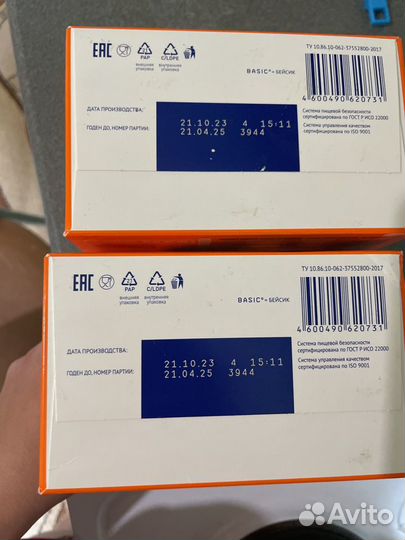 EAC
PAP
C/LDPE
внешняя упаковка
внутренняя упаковка
BASIC®- БЕЙСИК
ТУ 10.86.10-062-37552800-2017
4 600490 620731
Система пищевой безопасности
сертифицирована по ГОСТ Р ИСО 22000
Система управления качеством
сертифицирована по ISO 9001
ДАТА ПРОИЗВОДСТВА:
21.10.23 4 15:11
ГОДЕН ДО, НОМЕР ПАРТИИ:
21.04.25 3944
EAC
PAP
C/LDPE
внешняя упаковка
внутренняя упаковка
BASIC®- БЕЙСИК
ТУ 10.86.10-062-37552800-2017
4 600490 620731
Система пищевой безопасности
сертифицирована по ГОСТ Р ИСО 22000
Система управления качеством
сертифицирована по ISO 9001
ДАТА ПРОИЗВОДСТВА:
21.10.23 4 15:11
ГОДЕН ДО, НОМЕР ПАРТИИ:
21.04.25 3944
Avito